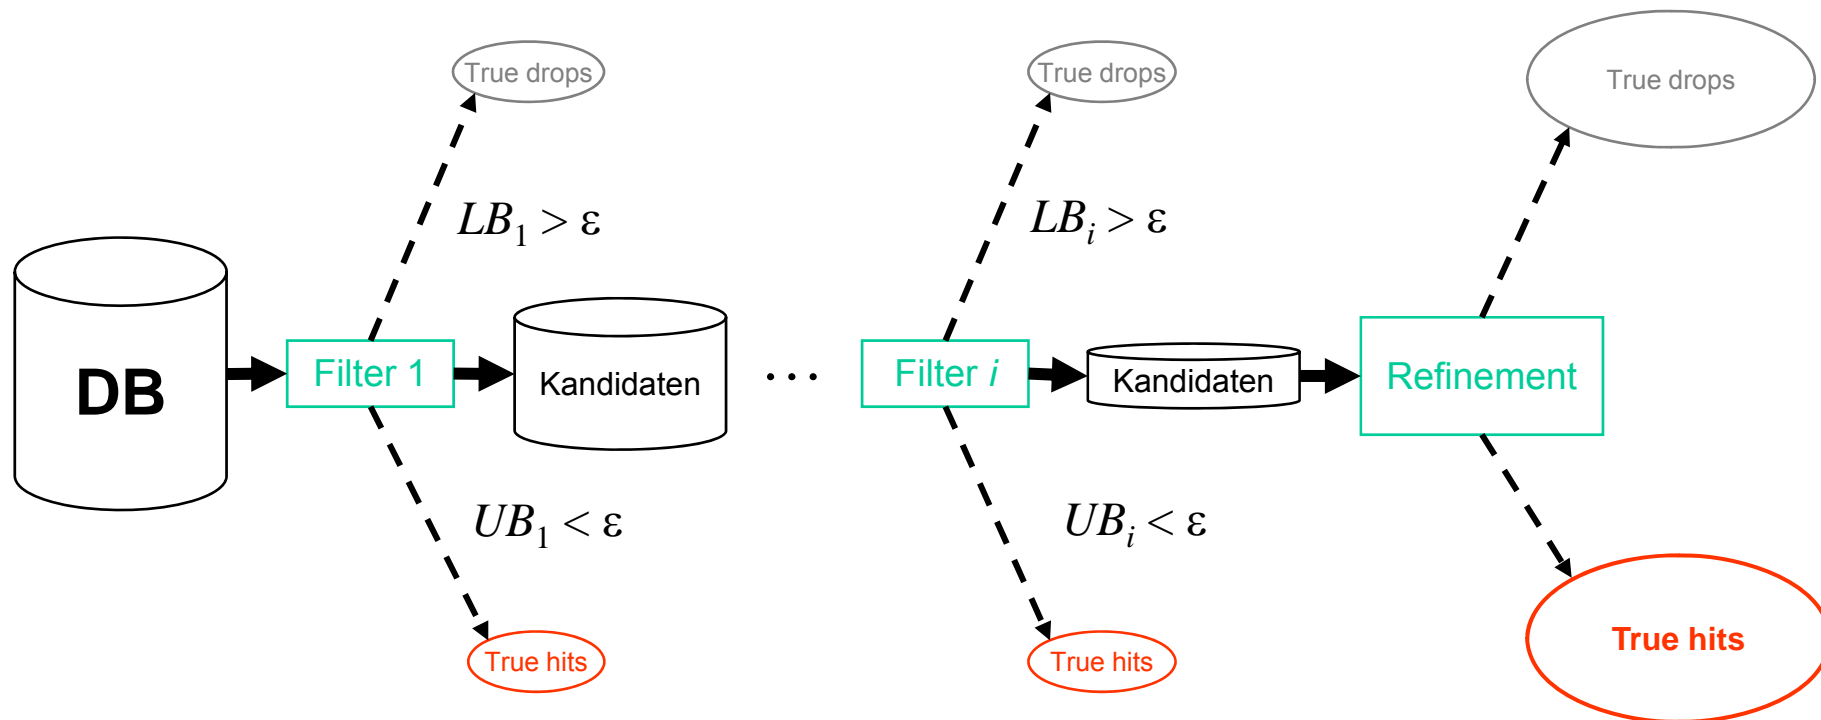 True drops
True drops
True drops
LB₁ > ε
LBᵢ > ε
DB
Filter 1
Kandidaten
...
Filter i
Kandidaten
Refinement
UB₁ < ε
UBᵢ < ε
True hits
True hits
True hits